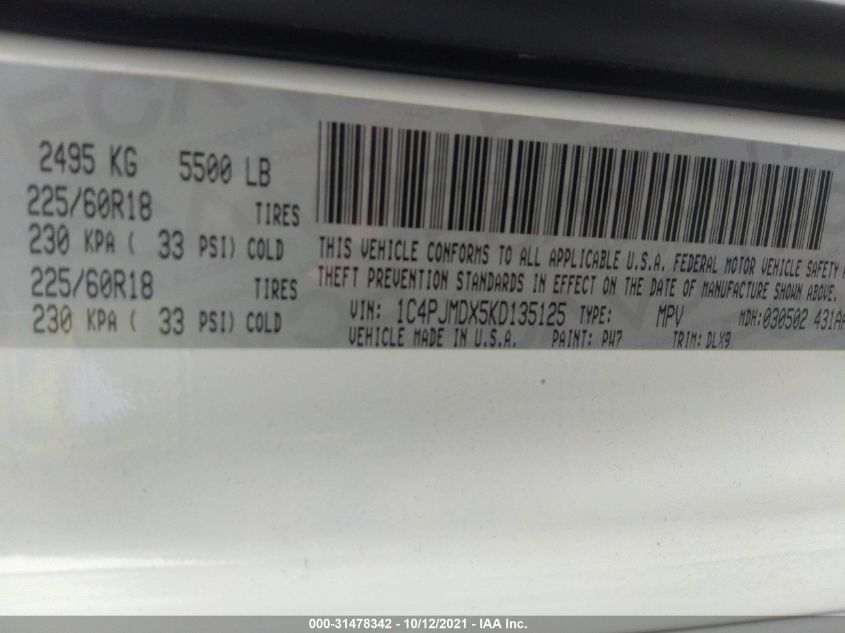 2495 KG 5500 LB
225/60R18 TIRES
230 KPA ( 33 PSI) COLD
225/60R18 TIRES
230 KPA ( 33 PSI) COLD
THIS VEHICLE CONFORMS TO ALL APPLICABLE U.S.A. FEDERAL MOTOR VEHICLE SAFETY
THEFT PREVENTION STANDARDS IN EFFECT ON THE DATE OF MANUFACTURE SHOWN ABOVE.
VIN: 1C4PJMDX5KD135125 TYPE: MPV MDH:030502 431AA
VEHICLE MADE IN U.S.A. PAINT: PW7 TRIM: DLX9
000-31478342 - 10/12/2021 - IAA Inc.